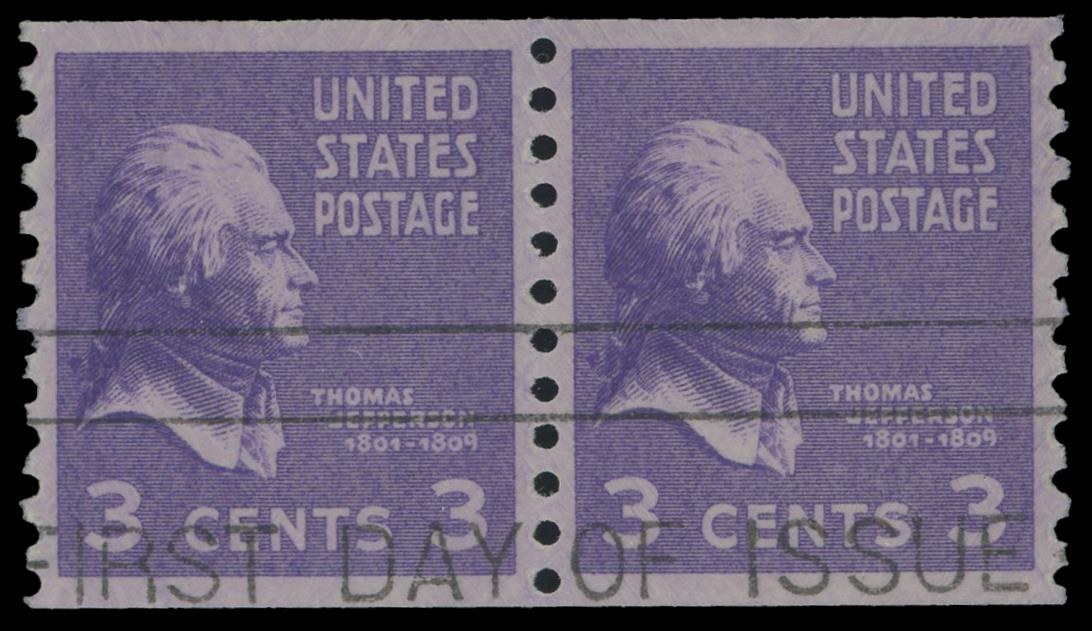 UNITED
STATES
POSTAGE
THOMAS
JEFFERSON
1801-1809
3 CENTS 3
UNITED
STATES
POSTAGE
THOMAS
JEFFERSON
1801-1809
3 CENTS 3
FIRST DAY OF ISSUE